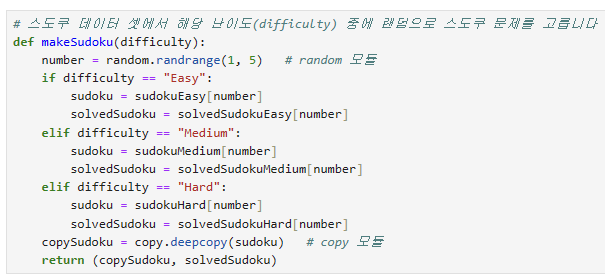 # 스도쿠 데이터 셋에서 해당 난이도(difficulty) 중에 랜덤으로 스도쿠 문제를 고릅니다
def makeSudoku(difficulty):
    number = random.randrange(1, 5)   # random 모듈
    if difficulty == "Easy":
        sudoku = sudokuEasy[number]
        solvedSudoku = solvedSudokuEasy[number]
    elif difficulty == "Medium":
        sudoku = sudokuMedium[number]
        solvedSudoku = solvedSudokuMedium[number]
    elif difficulty == "Hard":
        sudoku = sudokuHard[number]
        solvedSudoku = solvedSudokuHard[number]
    copySudoku = copy.deepcopy(sudoku)   # copy 모듈
    return (copySudoku, solvedSudoku)